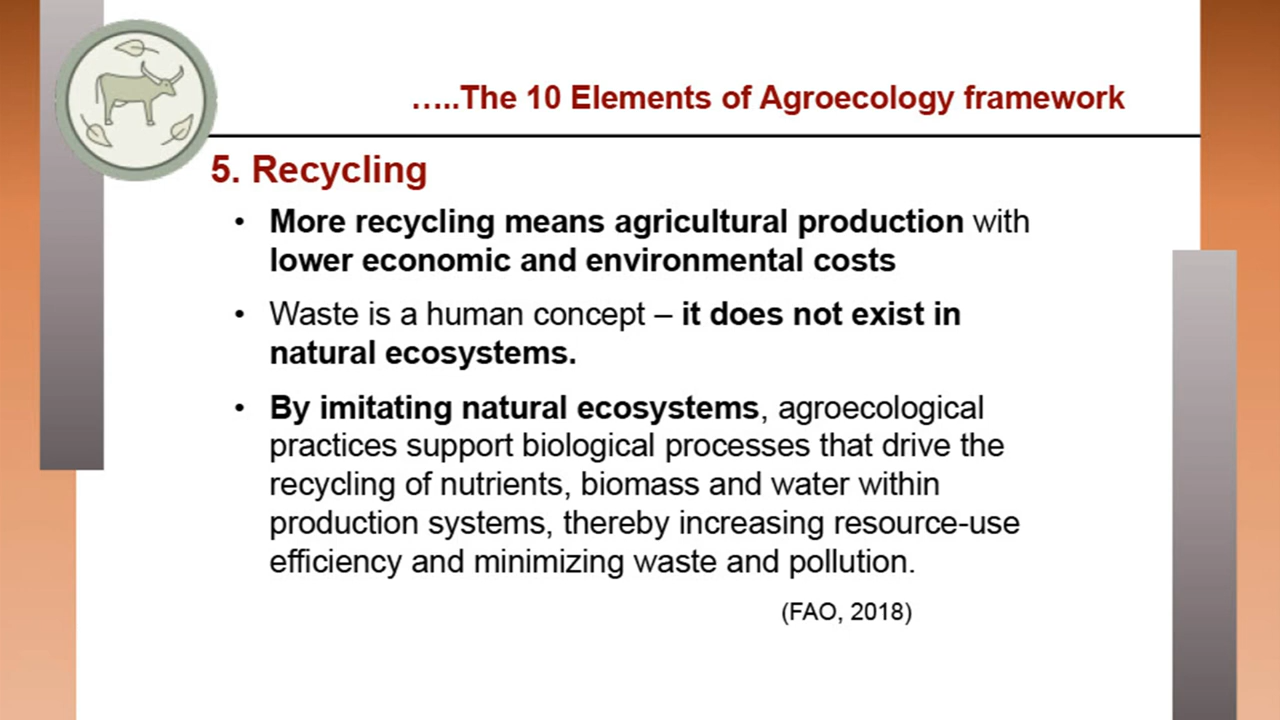 .....The 10 Elements of Agroecology framework
5. Recycling
• More recycling means agricultural production with
lower economic and environmental costs
• Waste is a human concept – it does not exist in
natural ecosystems.
• By imitating natural ecosystems, agroecological
practices support biological processes that drive the
recycling of nutrients, biomass and water within
production systems, thereby increasing resource-use
efficiency and minimizing waste and pollution.
(FAO, 2018)